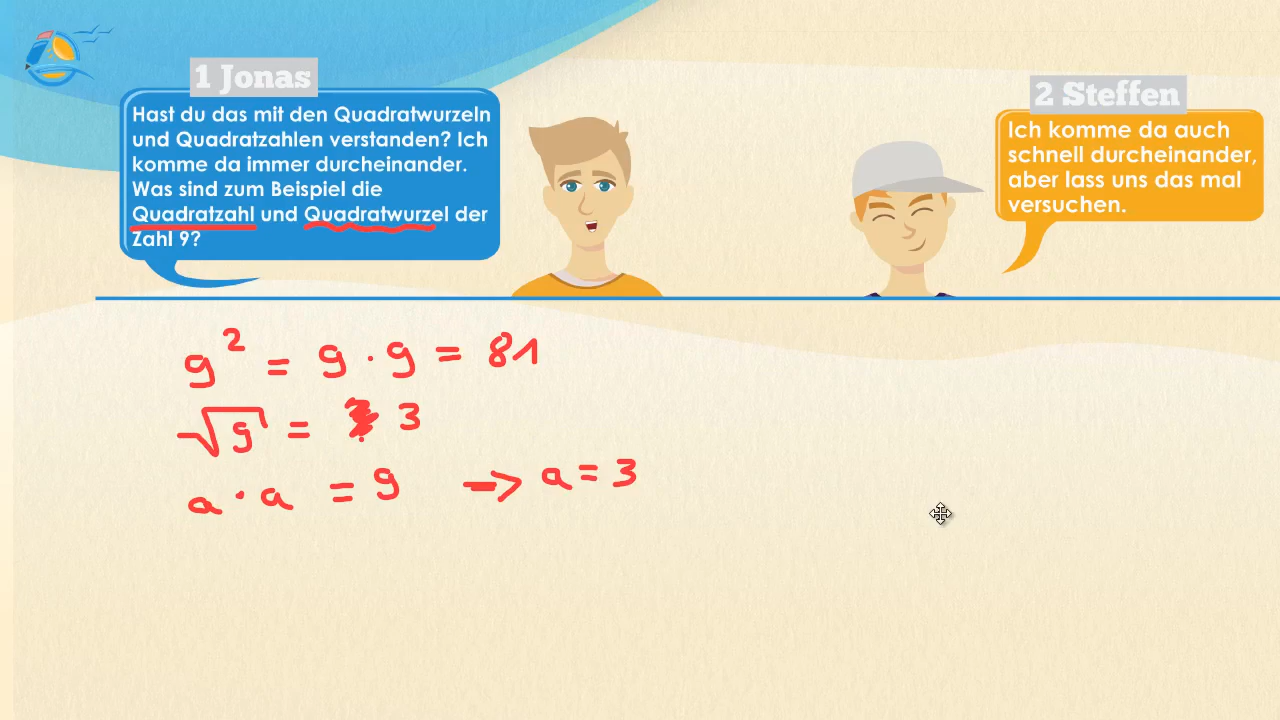 1 Jonas
Hast du das mit den Quadratwurzeln
und Quadratzahlen verstanden? Ich
komme da immer durcheinander.
Was sind zum Beispiel die
Quadratzahl und Quadratwurzel der
Zahl 9?
2 Steffen
Ich komme da auch
schnell durcheinander,
aber lass uns das mal
versuchen.
9² = 9 · 9 = 81
√9 = 3
a · a = 9 → a = 3